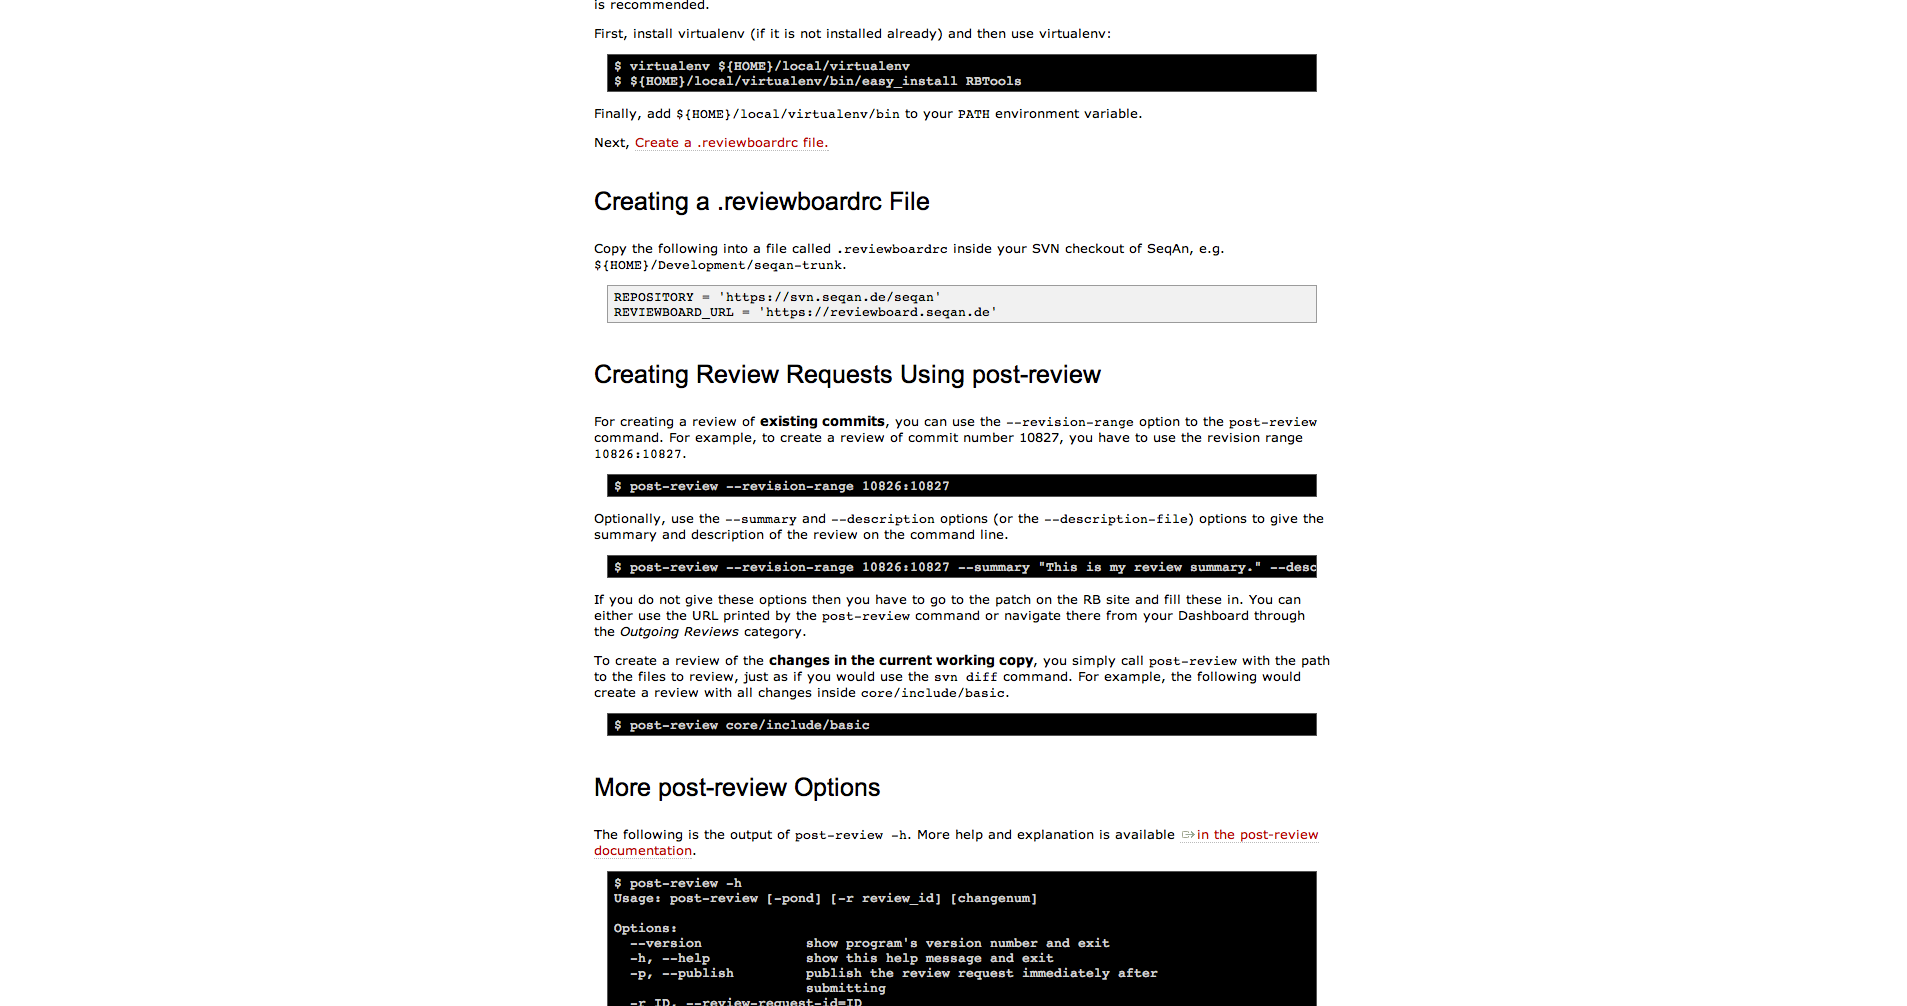 is recommended.
First, install virtualenv (if it is not installed already) and then use virtualenv:
$ virtualenv ${HOME}/local/virtualenv
$ ${HOME}/local/virtualenv/bin/easy_install RBTools
Finally, add ${HOME}/local/virtualenv/bin to your PATH environment variable.
Next, Create a .reviewboardrc file.
Creating a .reviewboardrc File
Copy the following into a file called .reviewboardrc inside your SVN checkout of SeqAn, e.g.
${HOME}/Development/seqan-trunk.
REPOSITORY = 'https://svn.seqan.de/seqan'
REVIEWBOARD_URL = 'https://reviewboard.seqan.de'
Creating Review Requests Using post-review
For creating a review of existing commits, you can use the --revision-range option to the post-review
command. For example, to create a review of commit number 10827, you have to use the revision range
10826:10827.
$ post-review --revision-range 10826:10827
Optionally, use the --summary and --description options (or the --description-file) options to give the
summary and description of the review on the command line.
$ post-review --revision-range 10826:10827 --summary "This is my review summary." --desc
If you do not give these options then you have to go to the patch on the RB site and fill these in. You can
either use the URL printed by the post-review command or navigate there from your Dashboard through
the Outgoing Reviews category.
To create a review of the changes in the current working copy, you simply call post-review with the path
to the files to review, just as if you would use the svn diff command. For example, the following would
create a review with all changes inside core/include/basic.
$ post-review core/include/basic
More post-review Options
The following is the output of post-review -h. More help and explanation is available in the post-review
documentation.
$ post-review -h
Usage: post-review [-pond] [-r review_id] [changenum]
Options:
--version show program's version number and exit
-h, --help show this help message and exit
-p, --publish publish the review request immediately after
submitting
-r ID, --review-request-id=ID